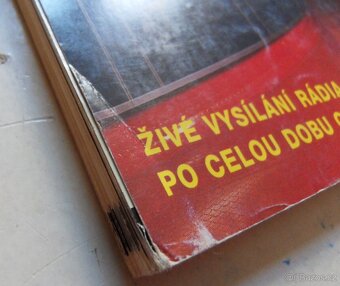 ŽIVÉ VYSÍLÁNÍ RÁDIA
PO CELOU DOBU